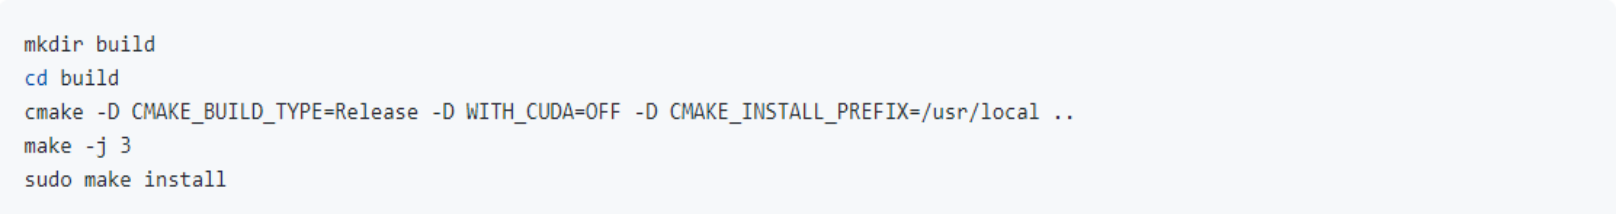 mkdir build
cd build
cmake -D CMAKE_BUILD_TYPE=Release -D WITH_CUDA=OFF -D CMAKE_INSTALL_PREFIX=/usr/local ..
make -j 3
sudo make install